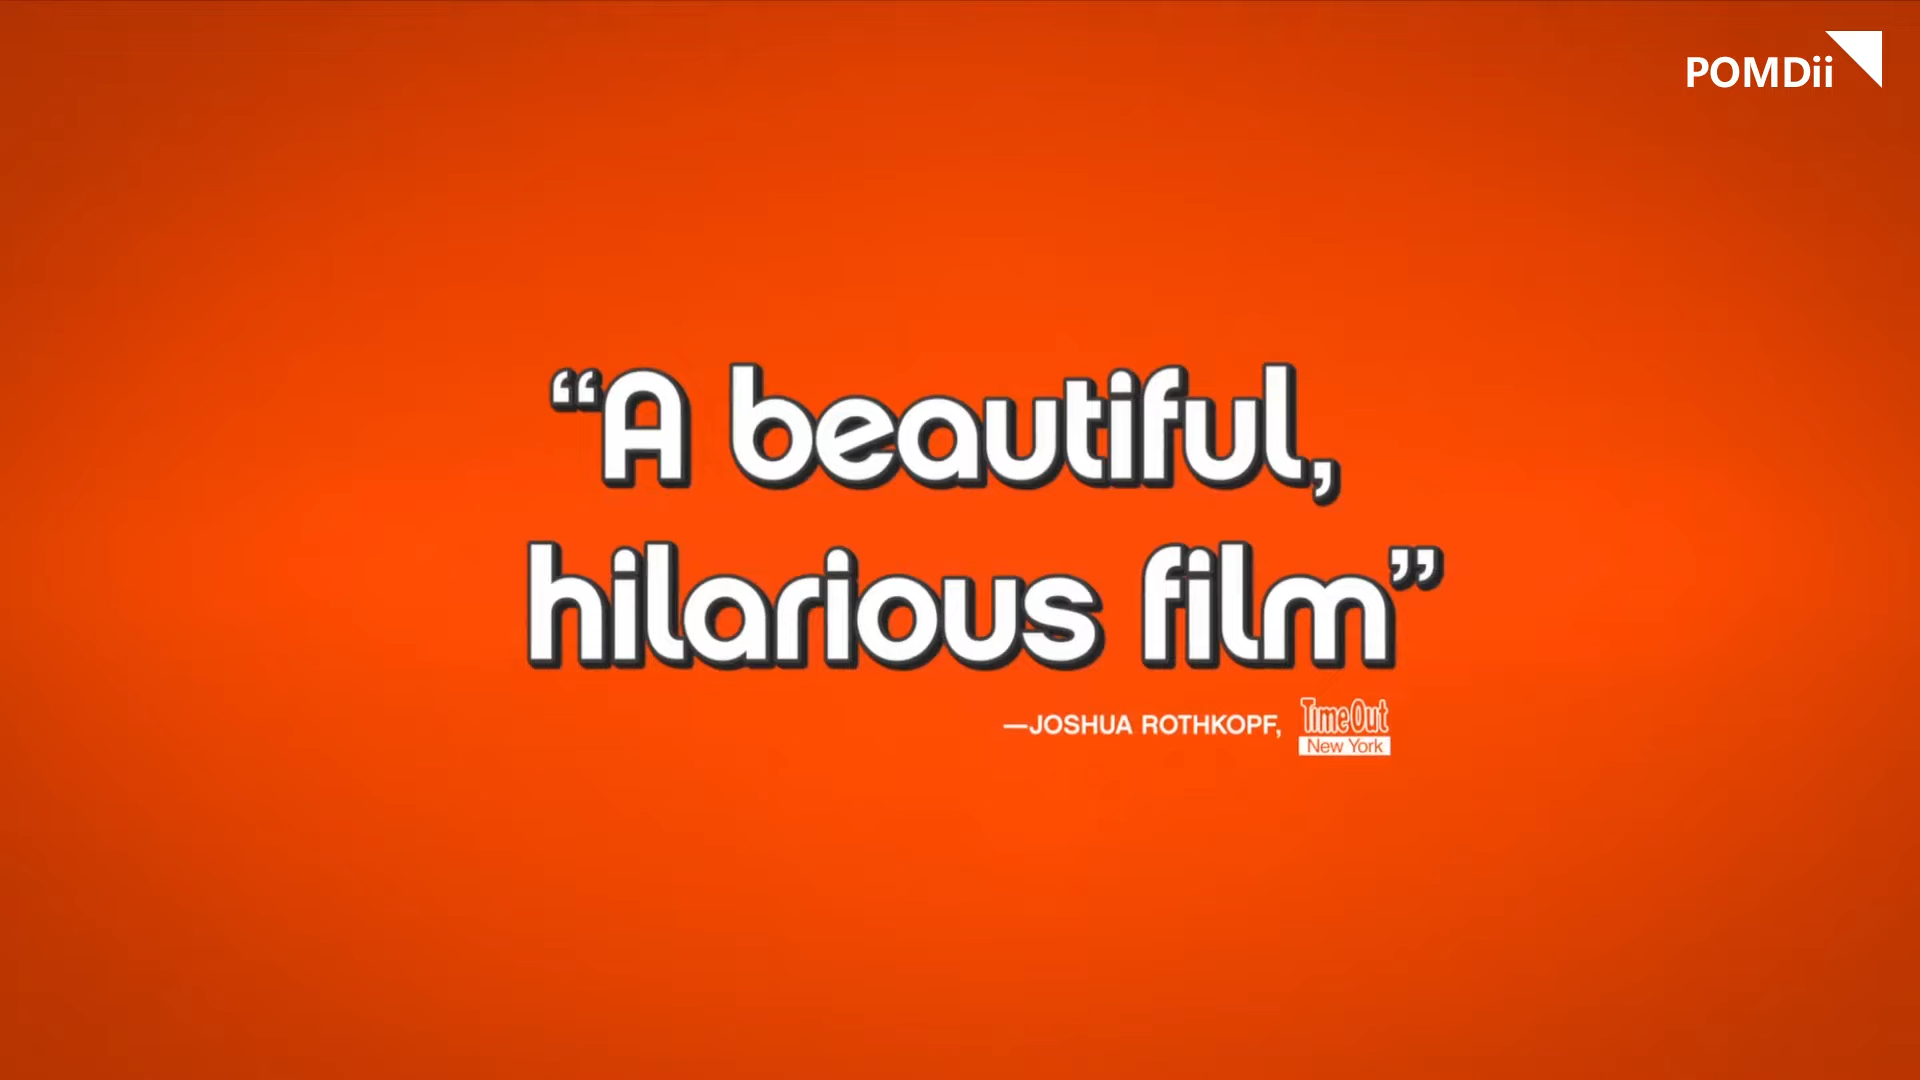 POMDii
“A beautiful,
hilarious film”
—JOSHUA ROTHKOPF, Time Out
New York